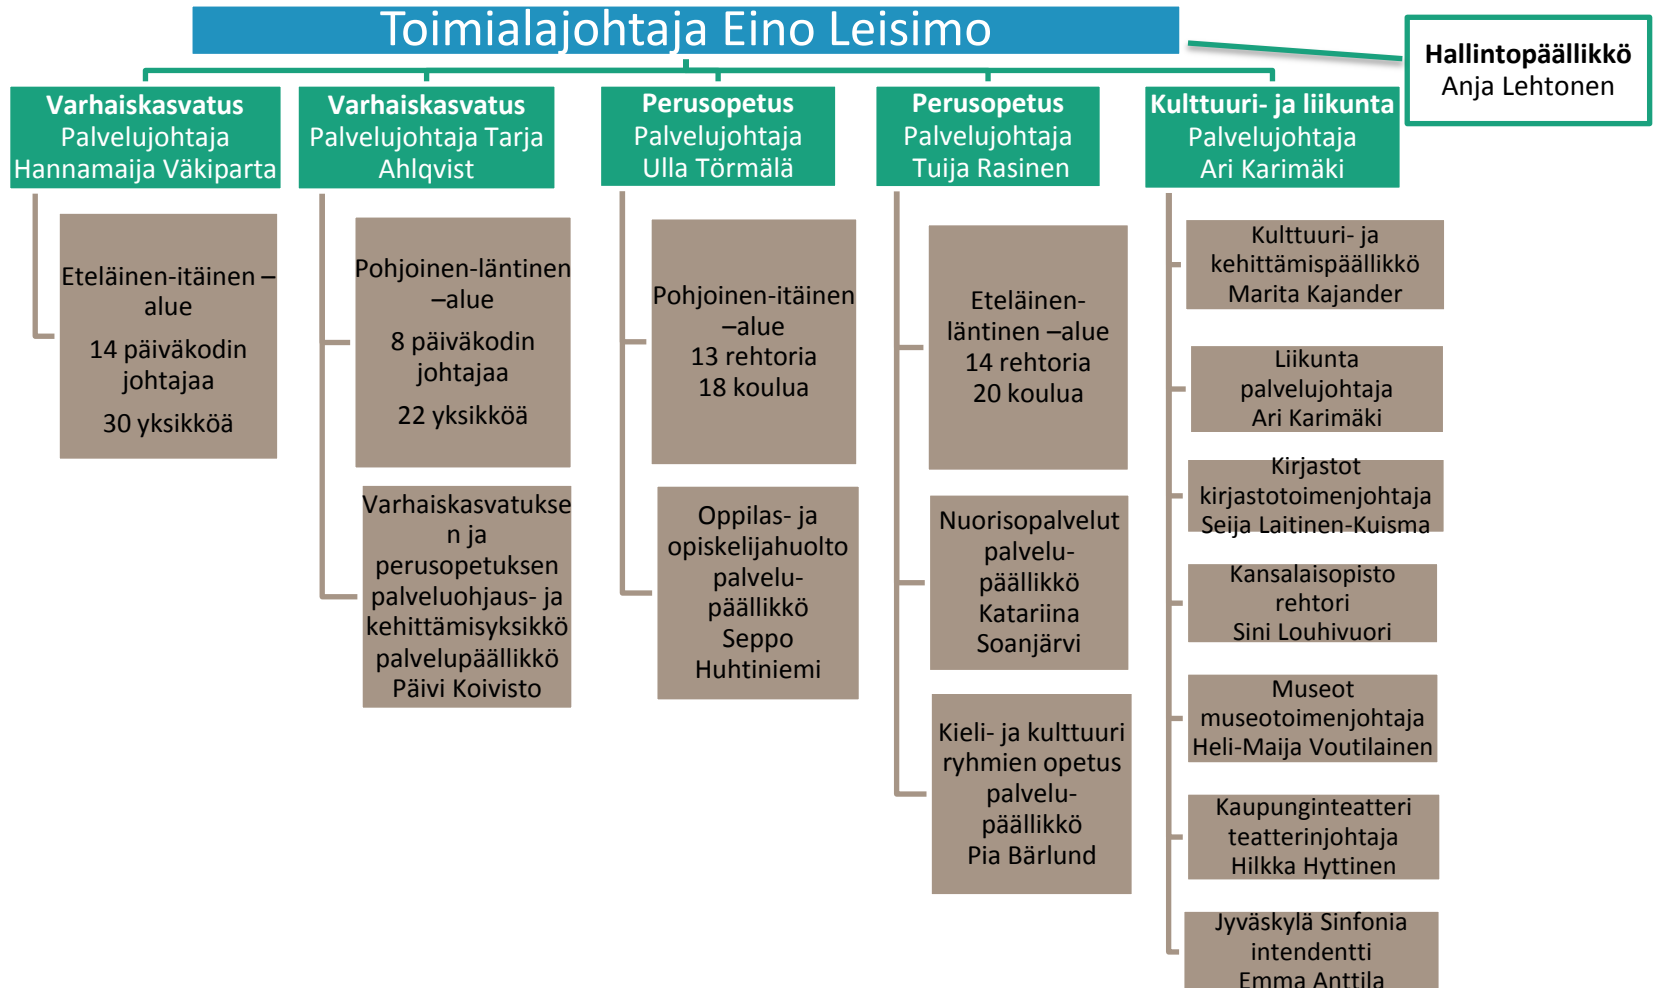 Toimialajohtaja Eino Leisimo
Hallintopäällikkö
Anja Lehtonen
Varhaiskasvatus
Palvelujohtaja
Hannamaija Väkiparta
Eteläinen-itäinen –
alue
14 päiväkodin
johtajaa
30 yksikköä
Varhaiskasvatus
Palvelujohtaja Tarja
Ahlqvist
Pohjoinen-läntinen
–alue
8 päiväkodin
johtajaa
22 yksikköä
Varhaiskasvatukse
n ja
perusopetuksen
palveluohjaus- ja
kehittämisyksikkö
palvelupäällikkö
Päivi Koivisto
Perusopetus
Palvelujohtaja
Ulla Törmälä
Pohjoinen-itäinen
–alue
13 rehtoria
18 koulua
Oppilas- ja
opiskelijahuolto
palvelu-
päällikkö
Seppo
Huhtiniemi
Perusopetus
Palvelujohtaja
Tuija Rasinen
Eteläinen-
läntinen –alue
14 rehtoria
20 koulua
Nuorisopalvelut
palvelu-
päällikkö
Katariina
Soanjärvi
Kieli- ja kulttuuri
ryhmien opetus
palvelu-
päällikkö
Pia Bärlund
Kulttuuri- ja liikunta
Palvelujohtaja
Ari Karimäki
Kulttuuri- ja
kehittämispäällikkö
Marita Kajander
Liikunta
palvelujohtaja
Ari Karimäki
Kirjastot
kirjastotoimenjohtaja
Seija Laitinen-Kuisma
Kansalaisopisto
rehtori
Sini Louhivuori
Museot
museotoimenjohtaja
Heli-Maija Voutilainen
Kaupunginteatteri
teatterinjohtaja
Hilkka Hyttinen
Jyväskylä Sinfonia
intendentti
Emma Anttila